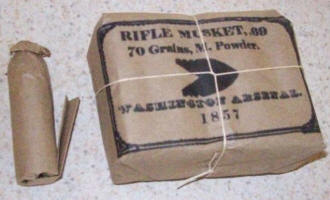 RIFLE MUSKET, .69
70 Grains, M. Powder.
WASHINGTON ARSENAL.
1857